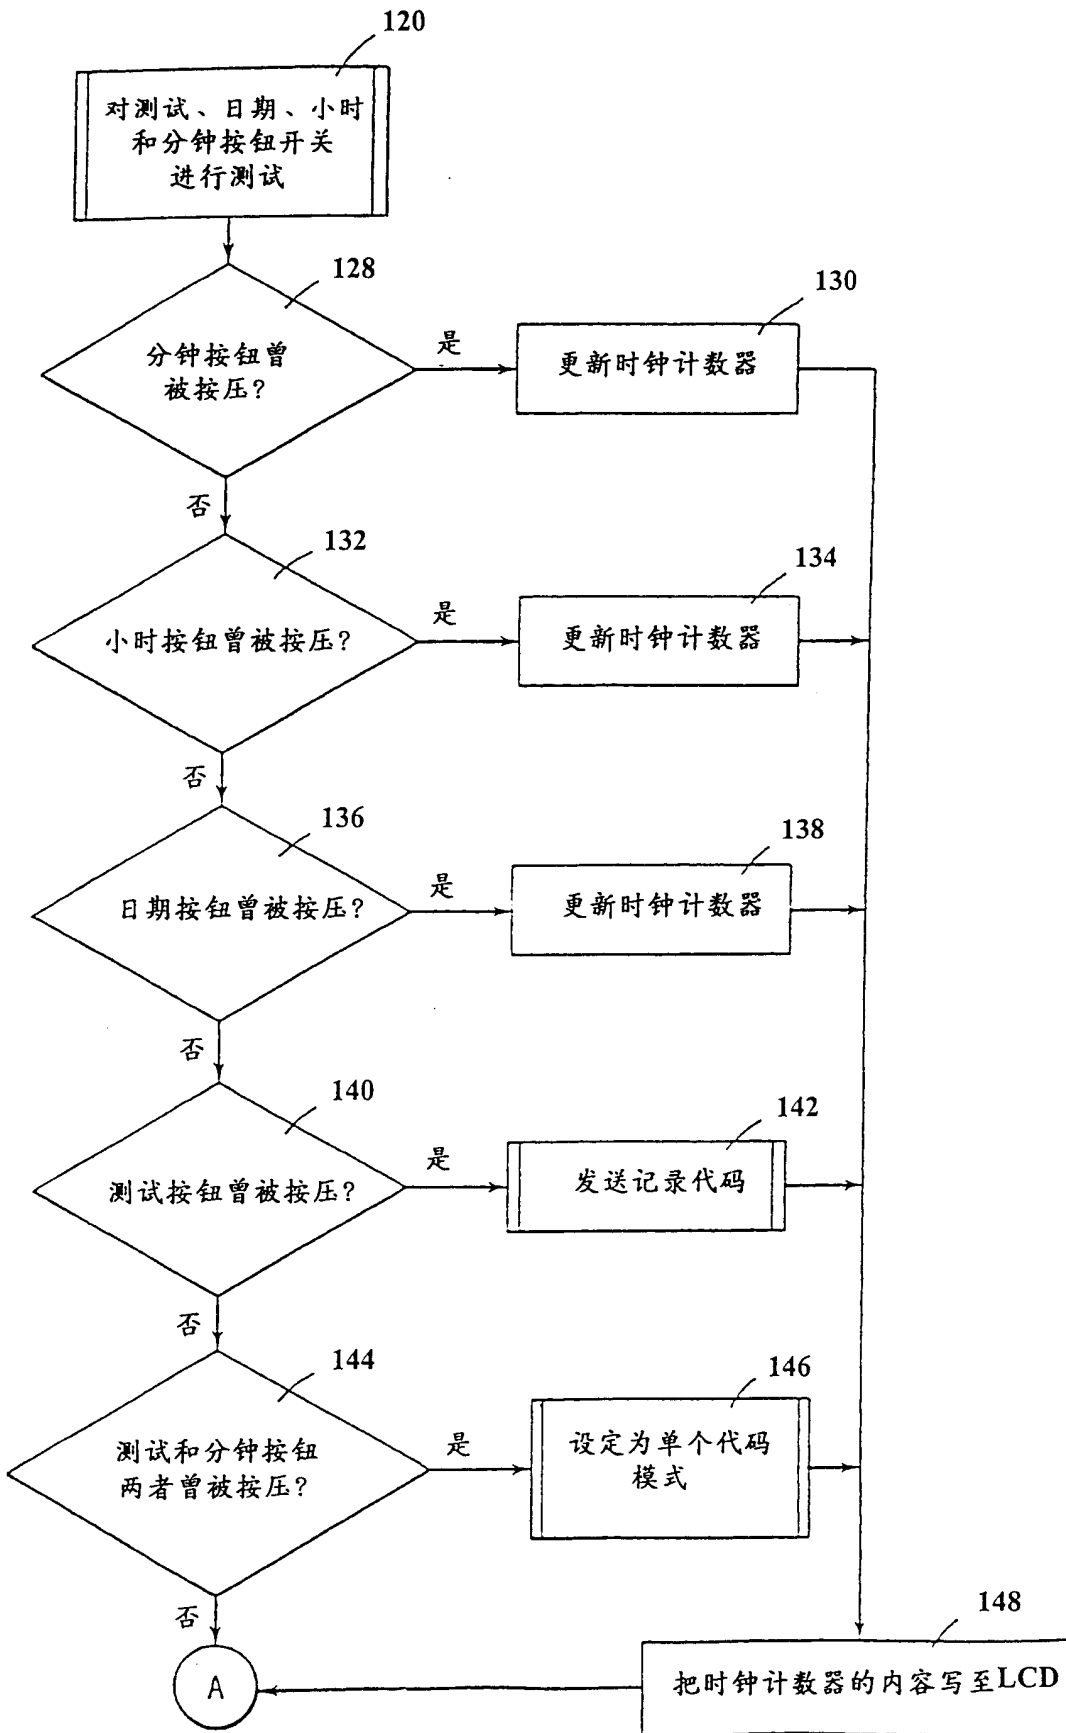 120
对测试、日期、小时
和分钟按钮开关
进行测试
128
分钟按钮曾
被按压?
是
130
更新时钟计数器
否
132
小时按钮曾被按压?
是
134
更新时钟计数器
否
136
日期按钮曾被按压?
是
138
更新时钟计数器
否
140
测试按钮曾被按压?
是
142
发送记录代码
否
144
测试和分钟按钮
两者曾被按压?
是
146
设定为单个代码
模式
否
A
148
把时钟计数器的内容写至LCD